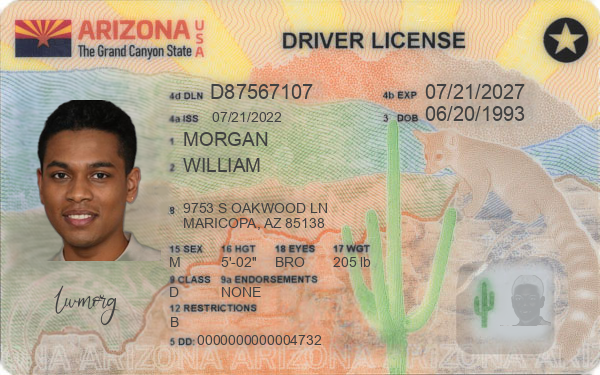 ARIZONA USA
The Grand Canyon State
DRIVER LICENSE
4d DLN D87567107
4b EXP 07/21/2027
4a ISS 07/21/2022
3 DOB 06/20/1993
1 MORGAN
2 WILLIAM
8 9753 S OAKWOOD LN
MARICOPA, AZ 85138
15 SEX 16 HGT 18 EYES 17 WGT
M 5'-02" BRO 205 lb
9 CLASS 9a ENDORSEMENTS
D NONE
12 RESTRICTIONS
B
5 DD: 0000000000004732
Lwmorg
ARIZONA ARIZONA ARIZONA ARIZONA